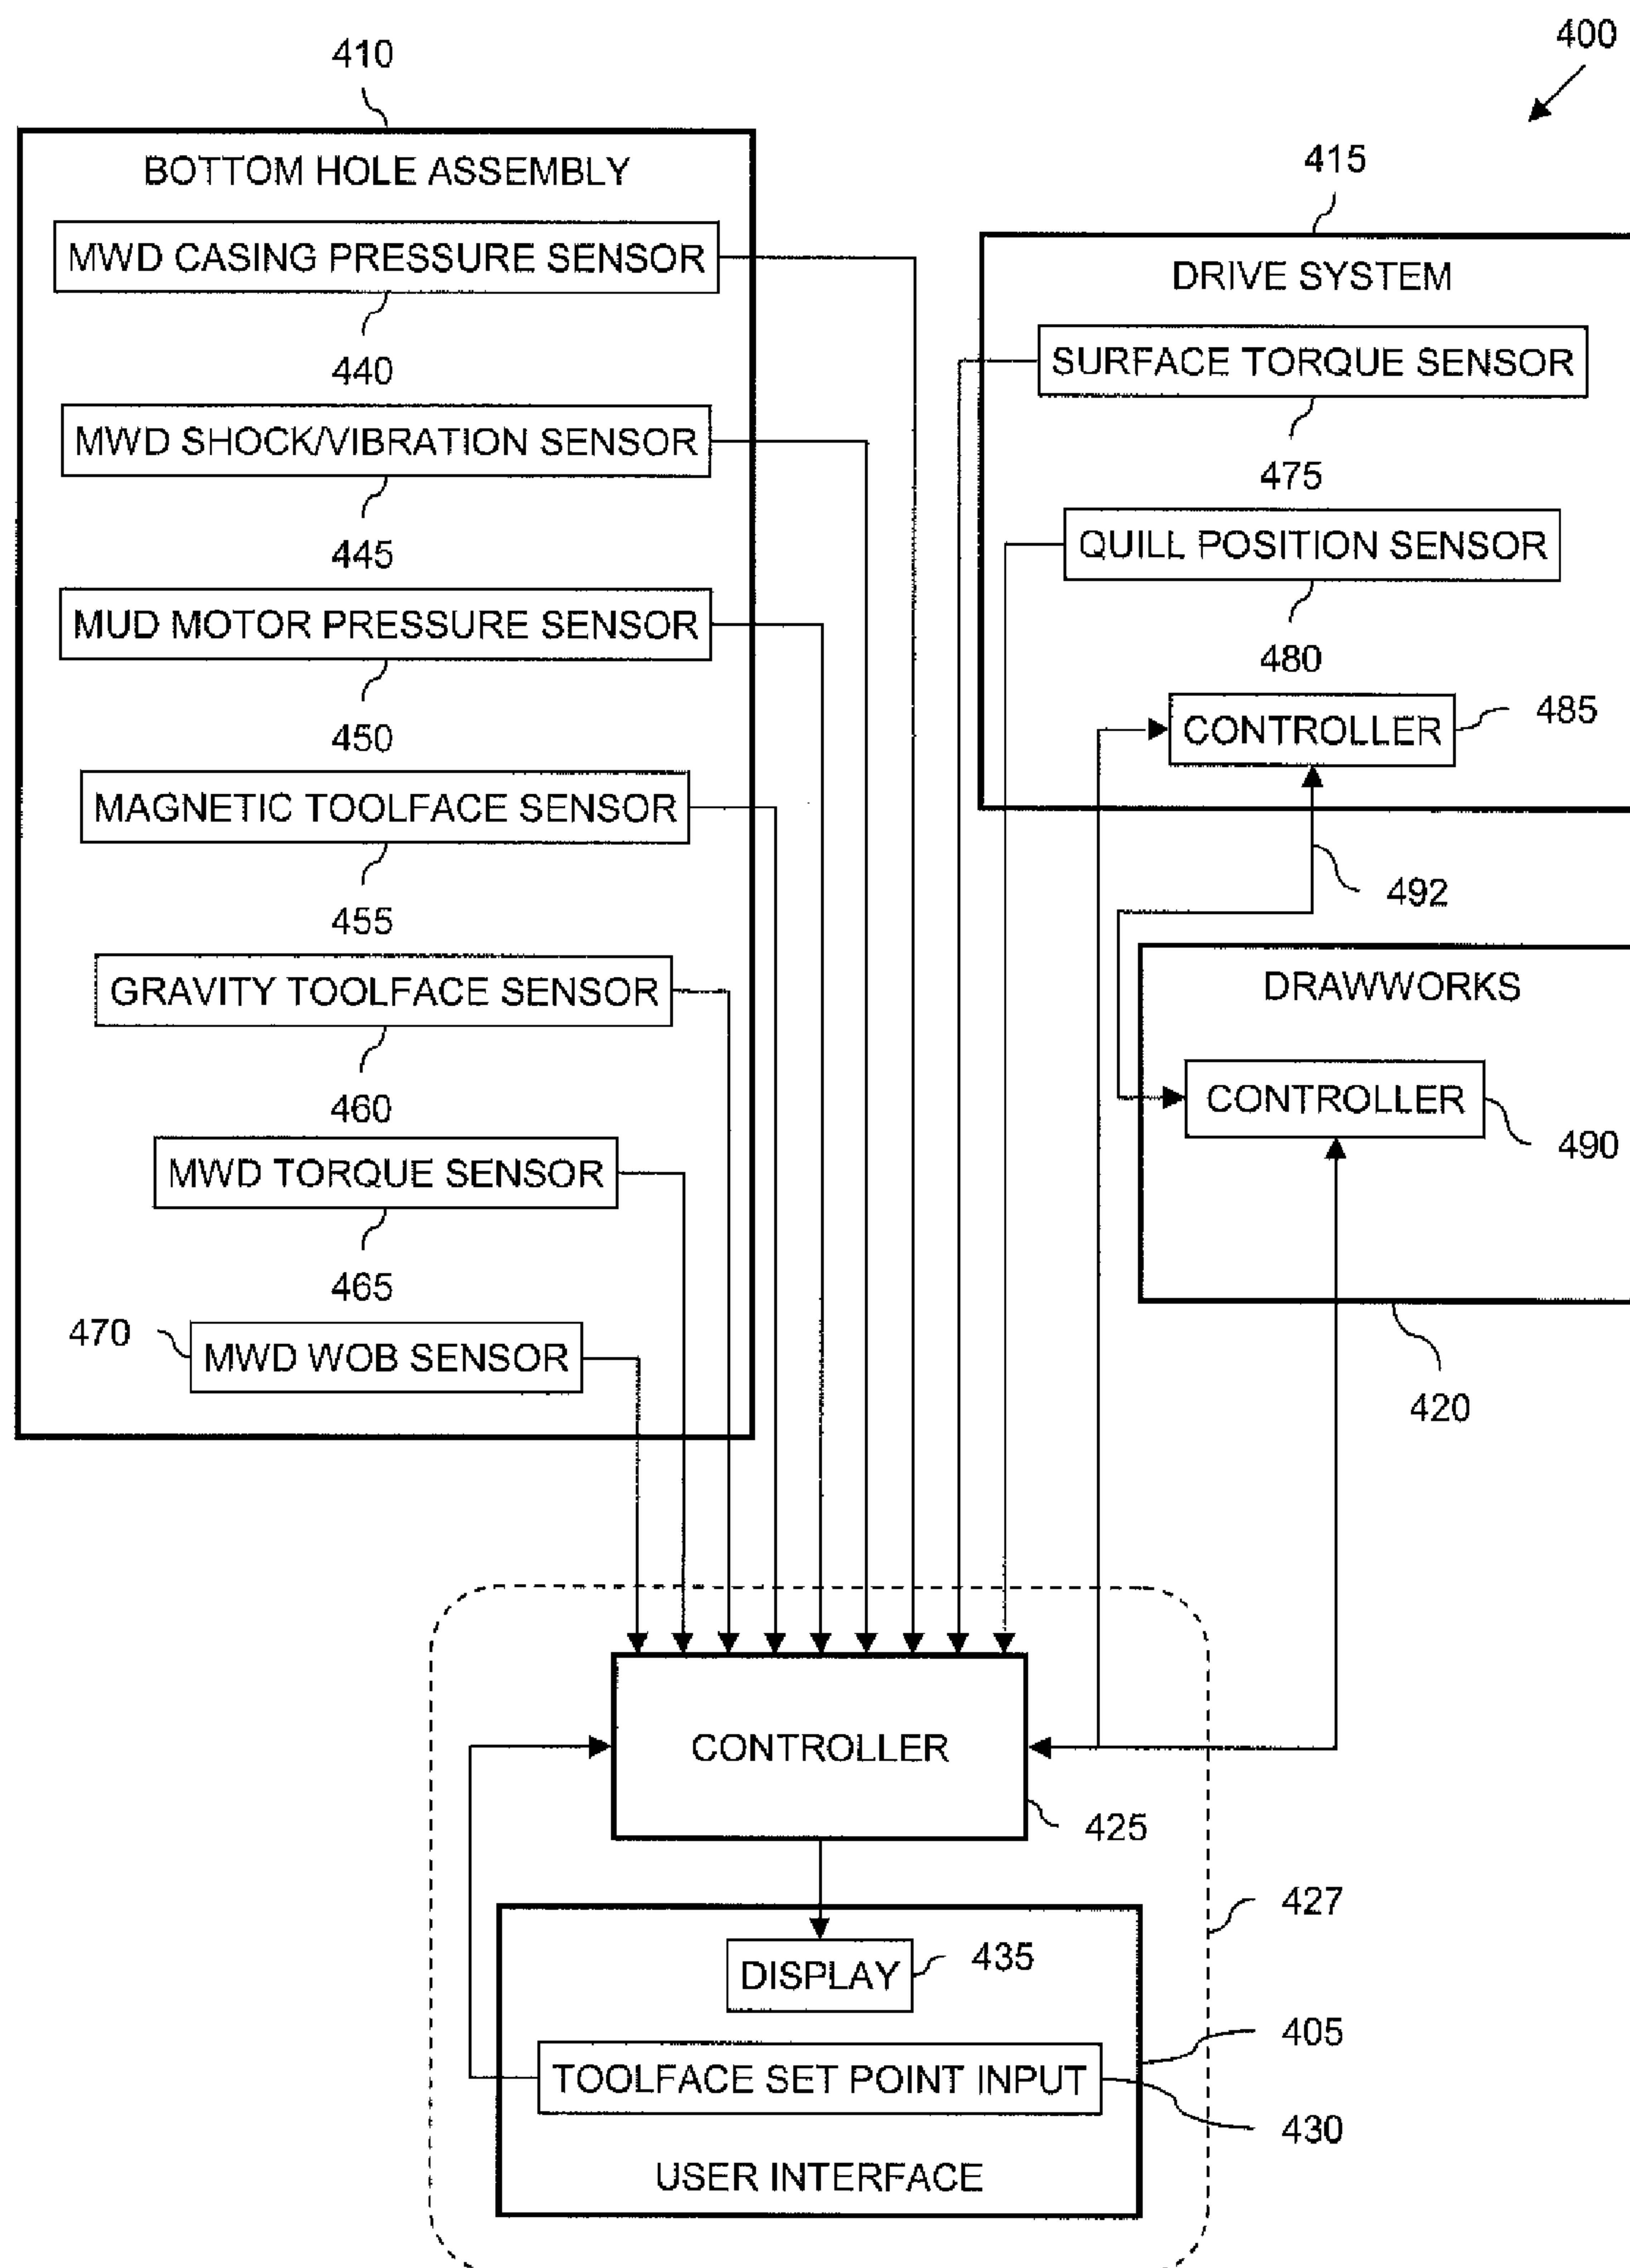 400
410
BOTTOM HOLE ASSEMBLY
MWD CASING PRESSURE SENSOR
440
MWD SHOCK/VIBRATION SENSOR
445
MUD MOTOR PRESSURE SENSOR
450
MAGNETIC TOOLFACE SENSOR
455
GRAVITY TOOLFACE SENSOR
460
MWD TORQUE SENSOR
465
470
MWD WOB SENSOR
415
DRIVE SYSTEM
SURFACE TORQUE SENSOR
475
QUILL POSITION SENSOR
480
CONTROLLER
485
492
DRAWWORKS
CONTROLLER
490
420
CONTROLLER
425
427
DISPLAY
435
405
TOOLFACE SET POINT INPUT
430
USER INTERFACE